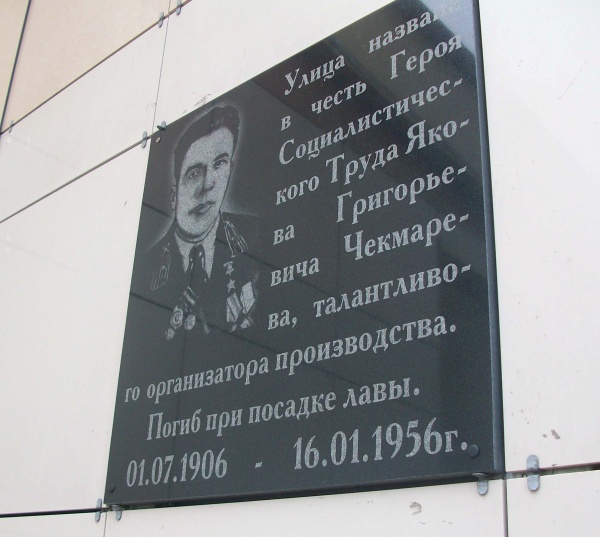 Улица назва
в честь Героя
Социалистичес-
кого Труда Яко-
ва Григорье-
вича Чекмаре-
ва, талантливо-
го организатора производства.
Погиб при посадке лавы.
01.07.1906 - 16.01.1956г.